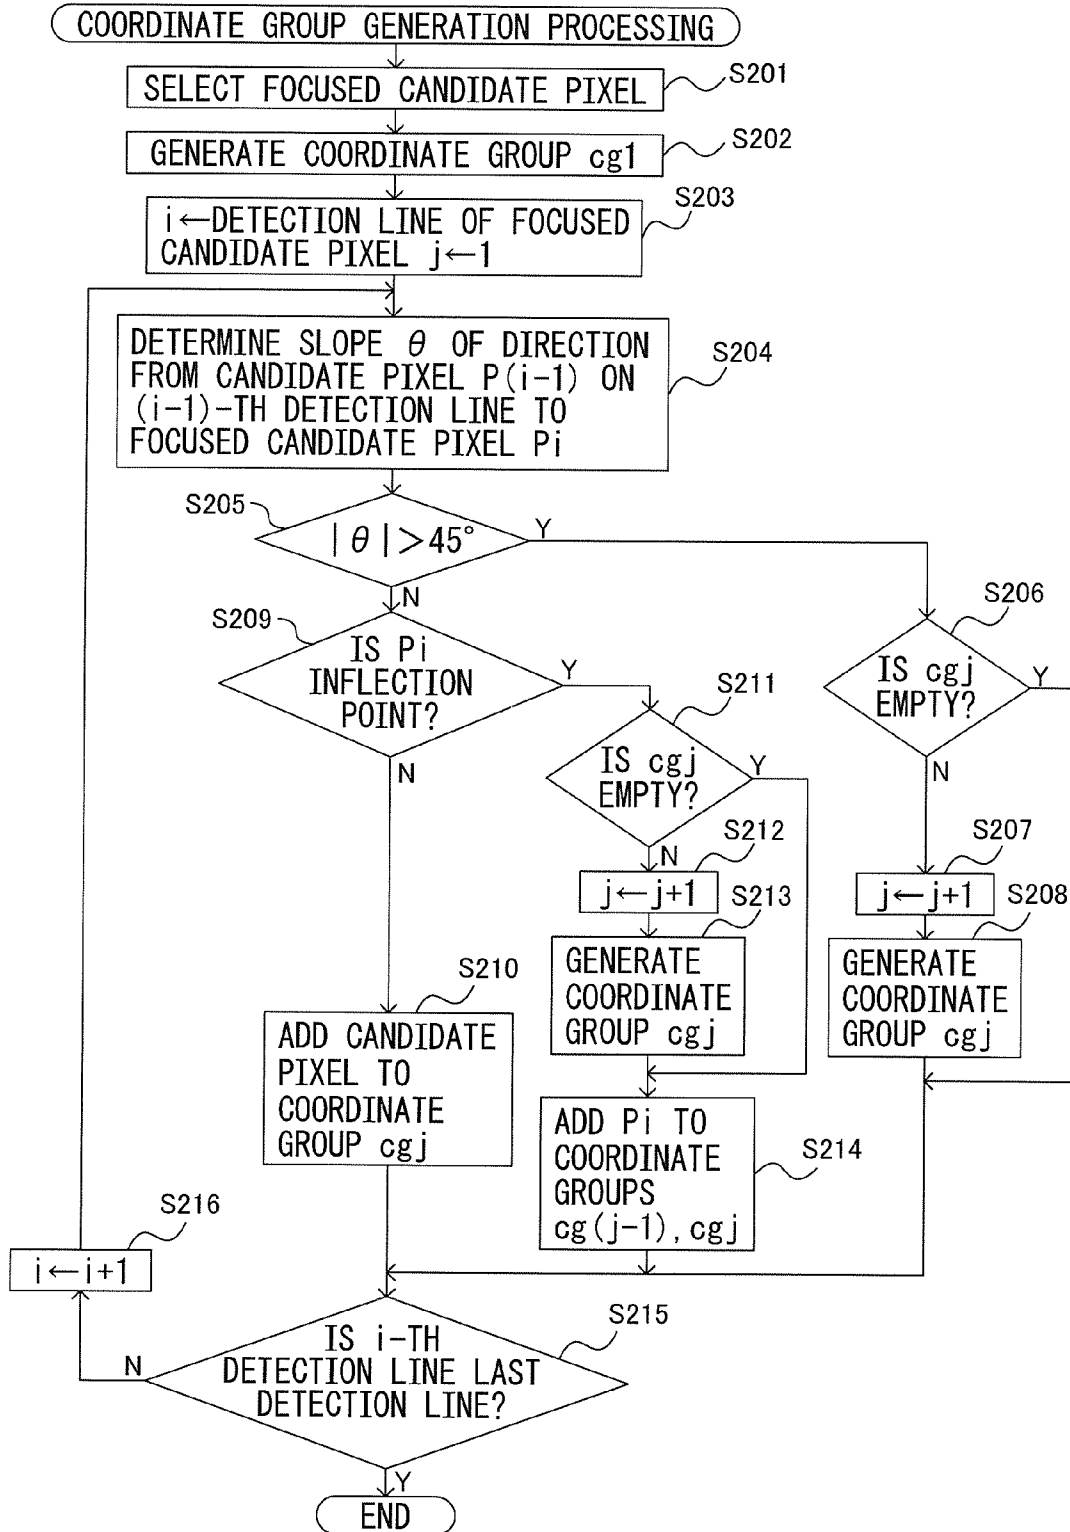 COORDINATE GROUP GENERATION PROCESSING
SELECT FOCUSED CANDIDATE PIXEL
S201
GENERATE COORDINATE GROUP cg1
S202
i←DETECTION LINE OF FOCUSED
CANDIDATE PIXEL j←1
S203
DETERMINE SLOPE θ OF DIRECTION
FROM CANDIDATE PIXEL P(i-1) ON
(i-1)-TH DETECTION LINE TO
FOCUSED CANDIDATE PIXEL Pi
S204
S205
|θ|>45°
Y
N
S209
IS Pi
INFLECTION
POINT?
Y
N
S206
IS cgj
EMPTY?
Y
N
S211
IS cgj
EMPTY?
Y
N
S212
j←j+1
S207
j←j+1
S213
GENERATE
COORDINATE
GROUP cgj
S208
GENERATE
COORDINATE
GROUP cgj
S210
ADD CANDIDATE
PIXEL TO
COORDINATE
GROUP cgj
ADD Pi TO
COORDINATE
GROUPS
cg(j-1),cgj
S214
S216
i←i+1
S215
IS i-TH
DETECTION LINE LAST
DETECTION LINE?
N
Y
END